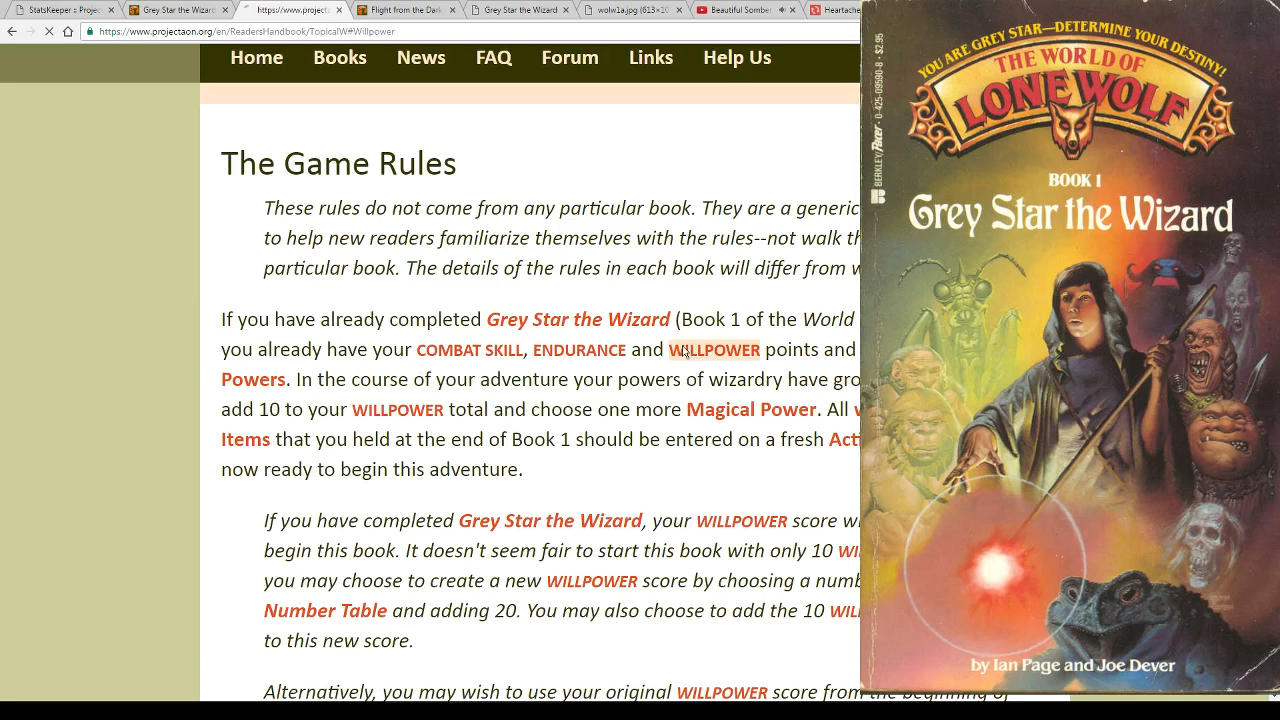 StatsKeeper :: Projec
Grey Star the Wizard
https://www.project
Flight from the Dark
Grey Star the Wizard
wolw1a.jpg (613×10
Beautiful Somber
Heartache
https://www.projectaon.org/en/ReadersHandbook/TopicalW#Willpower
Home Books News FAQ Forum Links Help Us
The Game Rules
These rules do not come from any particular book. They are a generic
to help new readers familiarize themselves with the rules--not walk th
particular book. The details of the rules in each book will differ from w
If you have already completed Grey Star the Wizard (Book 1 of the World
you already have your COMBAT SKILL, ENDURANCE and WILLPOWER points and
Powers. In the course of your adventure your powers of wizardry have gro
add 10 to your WILLPOWER total and choose one more Magical Power. All w
Items that you held at the end of Book 1 should be entered on a fresh Acti
now ready to begin this adventure.
If you have completed Grey Star the Wizard, your WILLPOWER score wi
begin this book. It doesn't seem fair to start this book with only 10 WI
you may choose to create a new WILLPOWER score by choosing a numb
Number Table and adding 20. You may also choose to add the 10 WIL
to this new score.
Alternatively, you may wish to use your original WILLPOWER score from the beginning of
YOU ARE GREY STAR—DETERMINE YOUR DESTINY!
THE WORLD OF
LONE WOLF
BERKLEY/Pacer 0-425-09590-8 $2.95
BOOK 1
Grey Star the Wizard
by Ian Page and Joe Dever